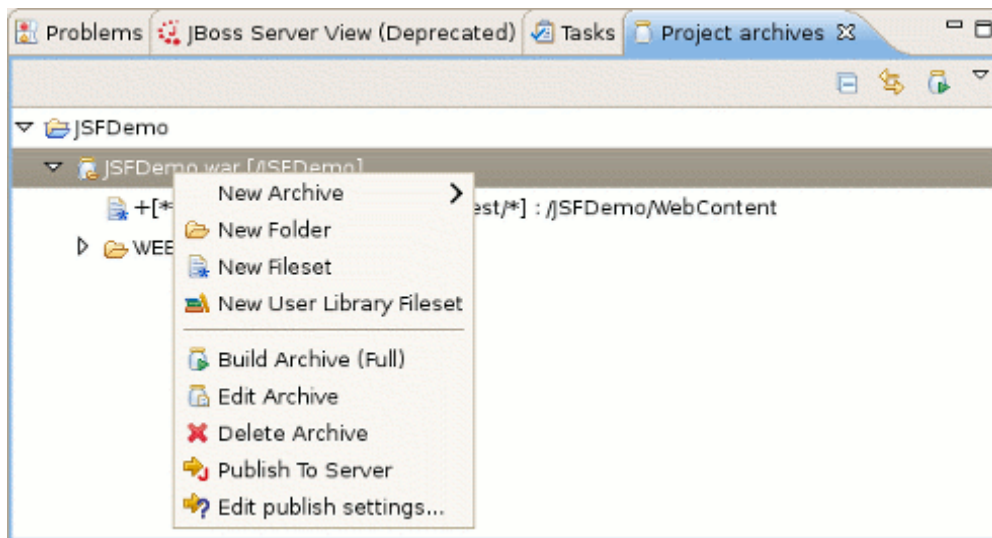 Problems JBoss Server View (Deprecated) Tasks Project archives
JSFDemo
JSFDemo.war [/JSFDemo]
+[* est/*] : /JSFDemo/WebContent
WEE
New Archive
New Folder
New Fileset
New User Library Fileset
Build Archive (Full)
Edit Archive
Delete Archive
Publish To Server
Edit publish settings...